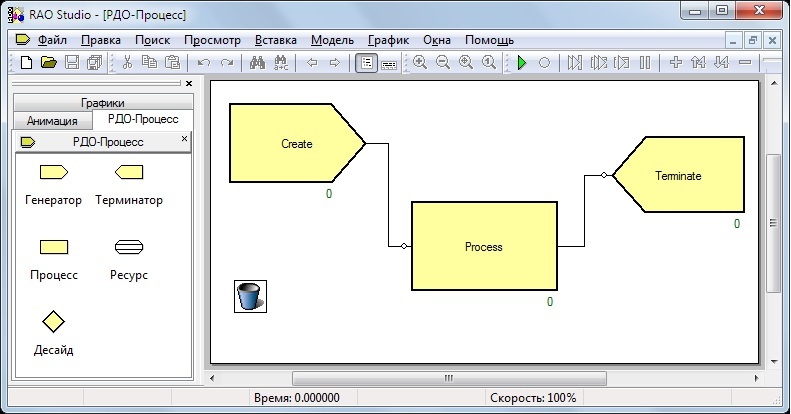 RAO Studio - [РДО-Процесс]
Файл Правка Поиск Просмотр Вставка Модель График Окна Помощь
Графики
Анимация РДО-Процесс
РДО-Процесс
Генератор Терминатор
Процесс Ресурс
Десайд
Create
0
Process
0
Terminate
0
Время: 0.000000 Скорость: 100%